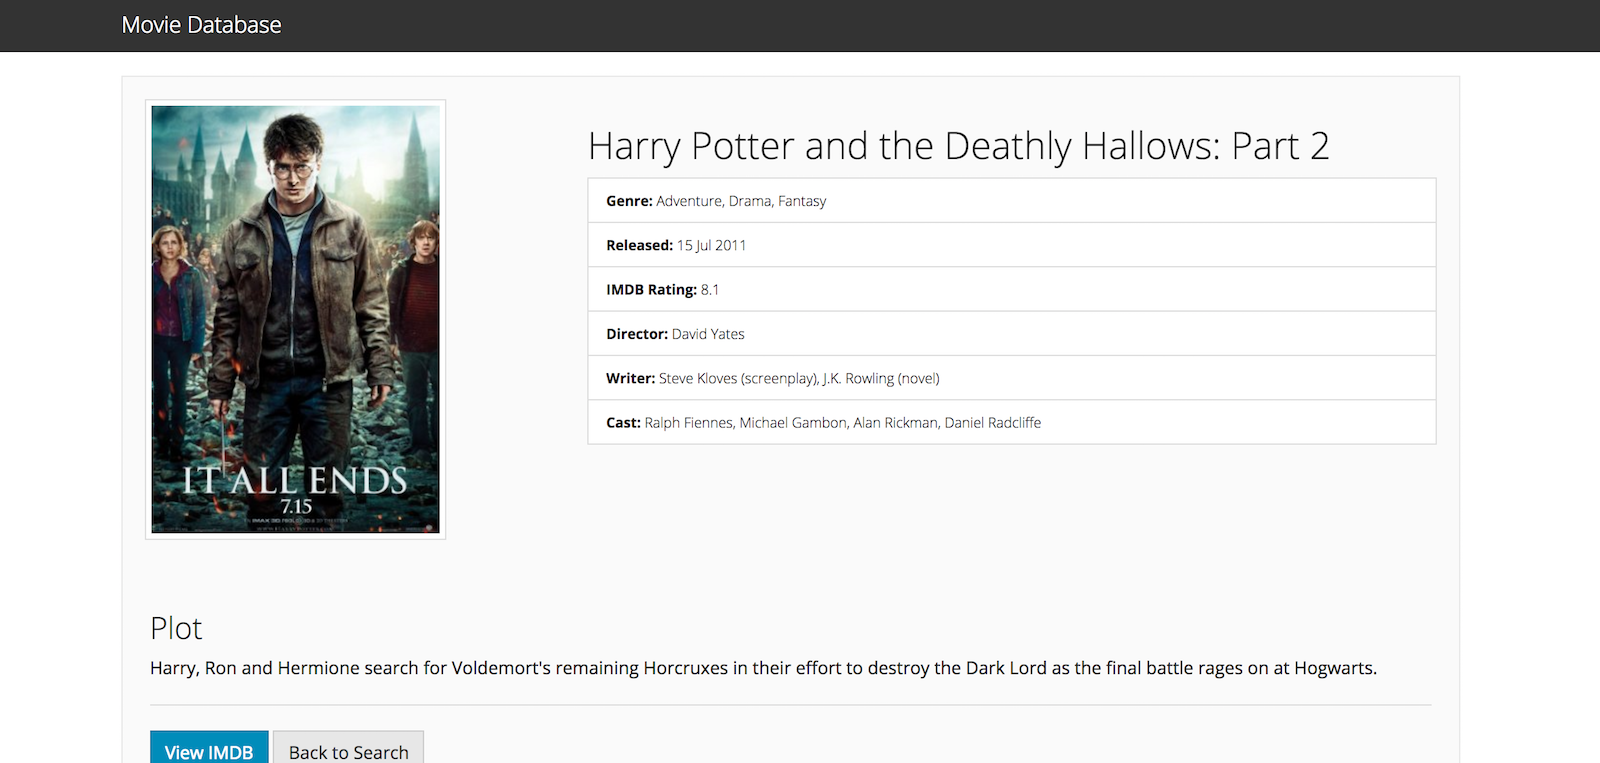 Movie Database
Harry Potter and the Deathly Hallows: Part 2
Genre: Adventure, Drama, Fantasy
Released: 15 Jul 2011
IMDB Rating: 8.1
Director: David Yates
Writer: Steve Kloves (screenplay), J.K. Rowling (novel)
Cast: Ralph Fiennes, Michael Gambon, Alan Rickman, Daniel Radcliffe
IT ALL ENDS
7.15
Plot
Harry, Ron and Hermione search for Voldemort's remaining Horcruxes in their effort to destroy the Dark Lord as the final battle rages on at Hogwarts.
View IMDB
Back to Search